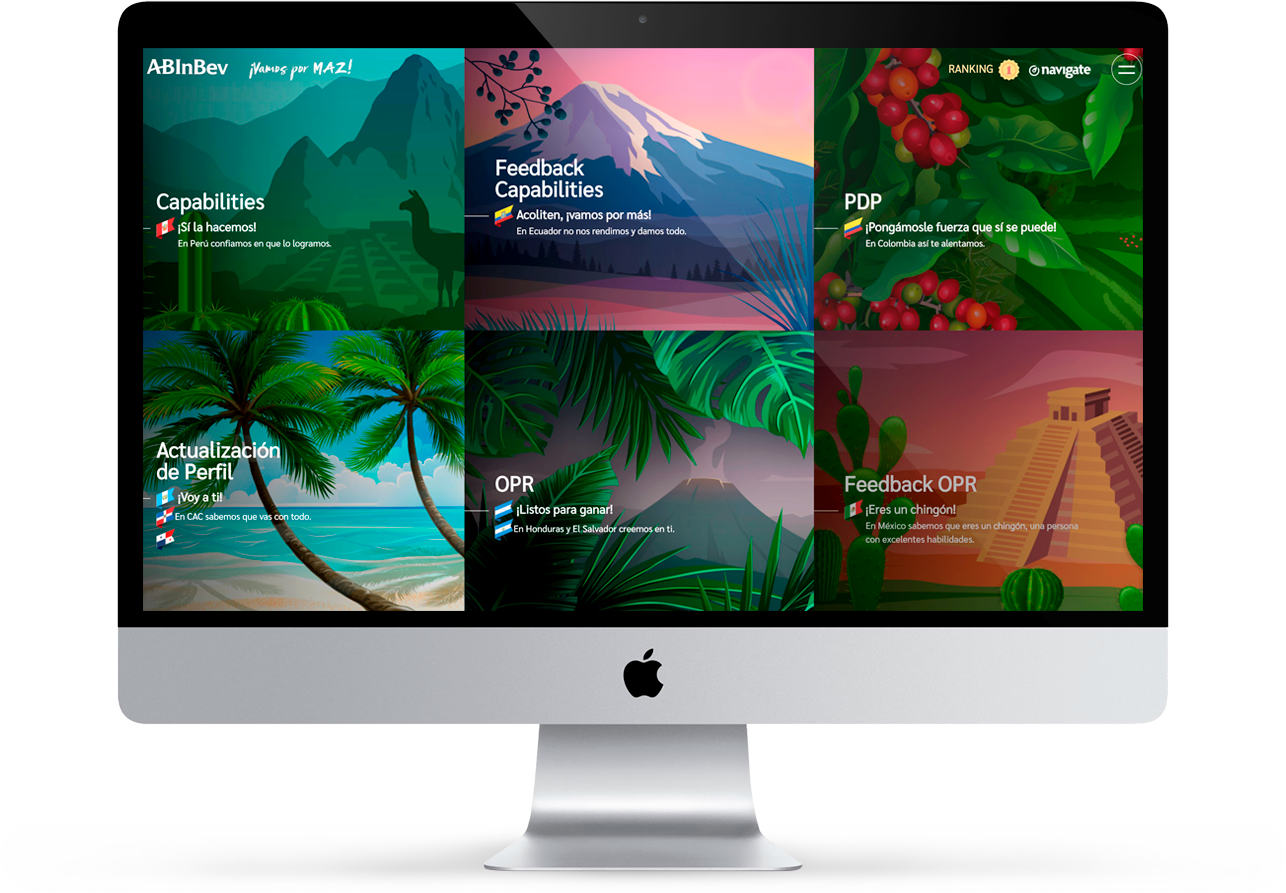 ABInBev
¡Vamos por MAZ!
RANKING 1
navigate
Capabilities
¡Sí la hacemos!
En Perú confiamos en que lo logramos.
Feedback
Capabilities
Acoliten, ¡vamos por más!
En Ecuador no nos rendimos y damos todo.
PDP
¡Pongámosle fuerza que sí se puede!
En Colombia así te alentamos.
Actualización
de Perfil
¡Voy a ti!
En CAC sabemos que vas con todo.
OPR
¡Listos para ganar!
En Honduras y El Salvador creemos en ti.
Feedback OPR
¡Eres un chingón!
En México sabemos que eres un chingón, una persona
con excelentes habilidades.